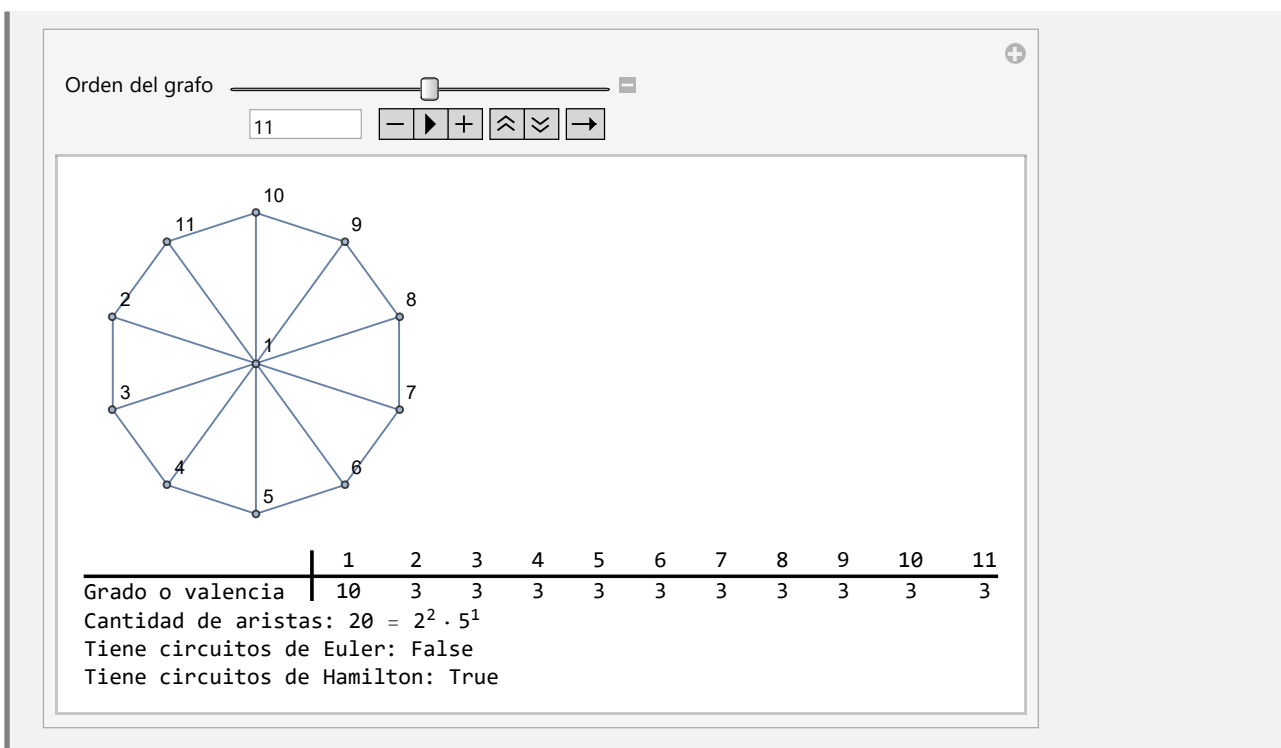 Orden del grafo
11
10
11 9
2 8
1
3 7
4 6
5
1 2 3 4 5 6 7 8 9 10 11
Grado o valencia 10 3 3 3 3 3 3 3 3 3 3
Cantidad de aristas: 20 = 2² · 5¹
Tiene circuitos de Euler: False
Tiene circuitos de Hamilton: True